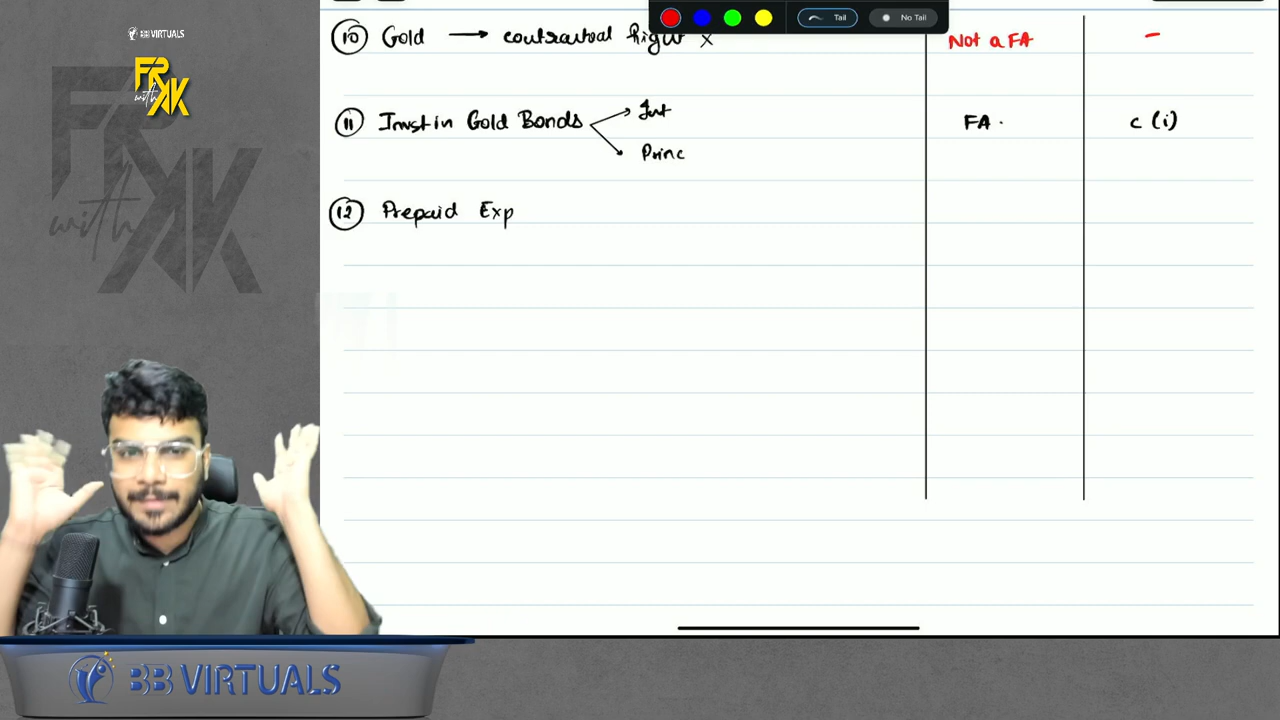 BB VIRTUALS
FR
with AK
Tail
No Tail
10 Gold → contractual Right x Not a FA –
11 Invst in Gold Bonds Int FA. c (i)
Princ
12 Prepaid Exp
BB VIRTUALS